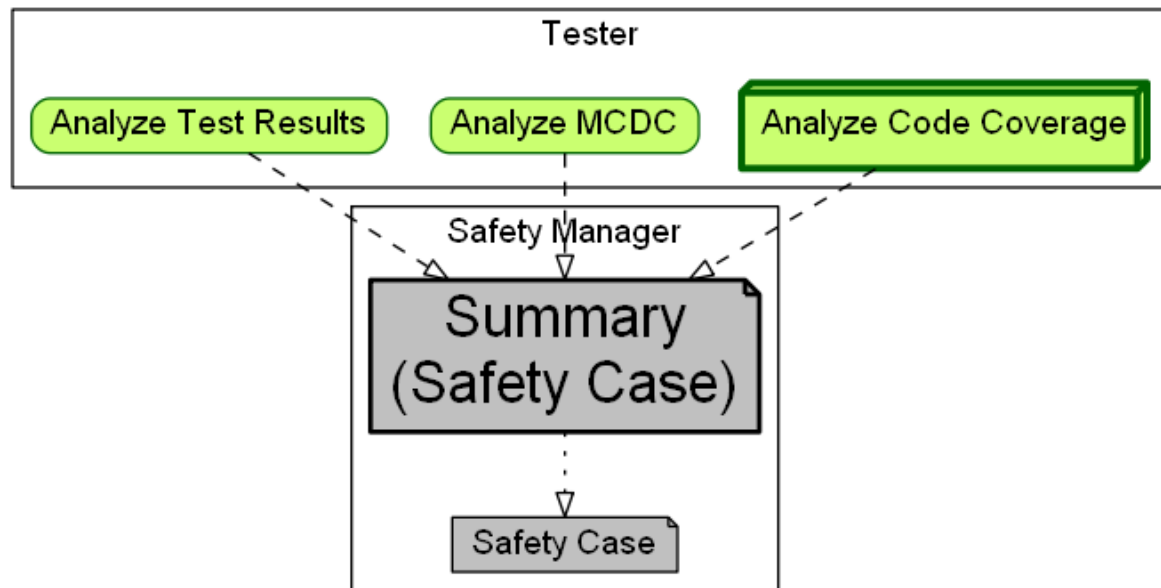 Tester
Analyze Test Results
Analyze MCDC
Analyze Code Coverage
Safety Manager
Summary
(Safety Case)
Safety Case